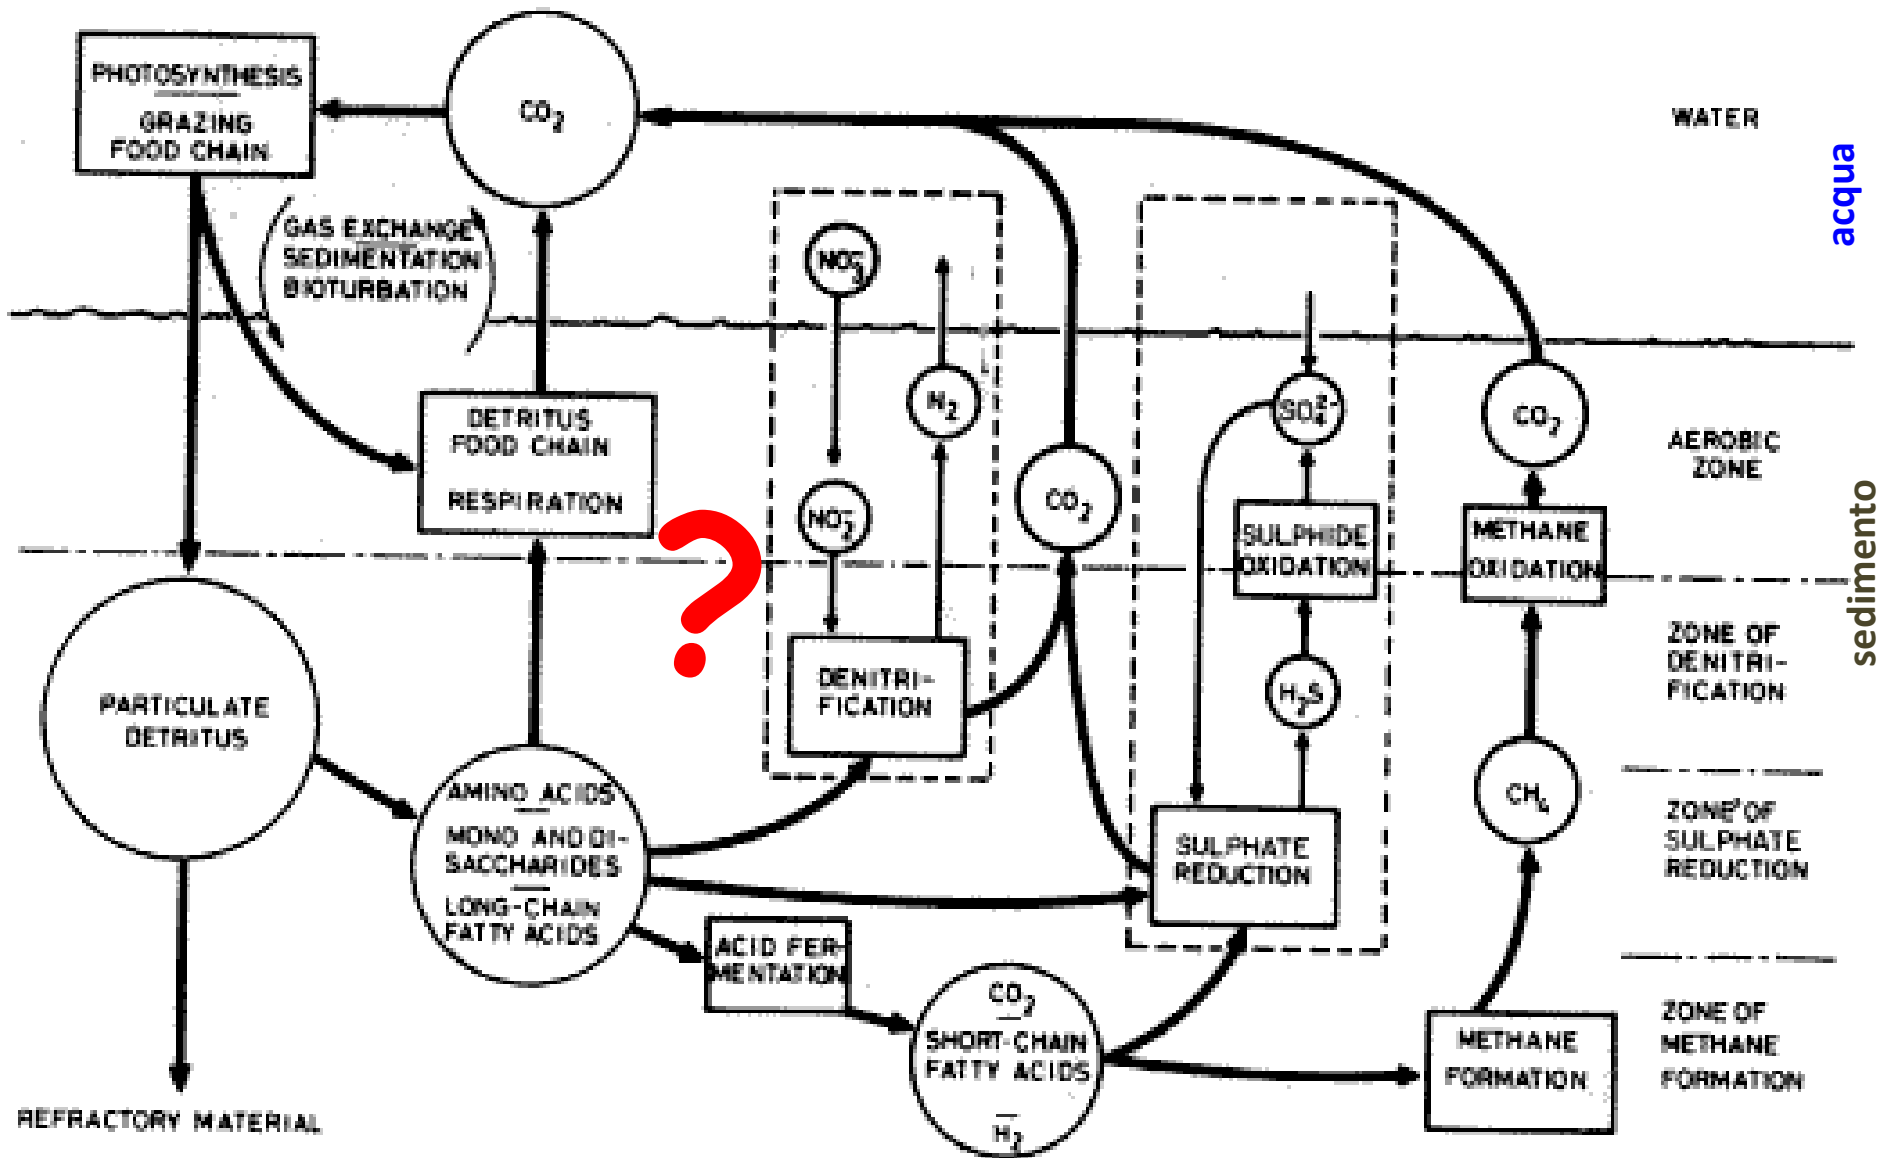 PHOTOSYNTHESIS
GRAZING
FOOD CHAIN
CO2
WATER
acqua
GAS EXCHANGE
SEDIMENTATION
BIOTURBATION
NO3-
N2
SO4 2-
CO2
DETRITUS
FOOD CHAIN
RESPIRATION
AEROBIC
ZONE
NO2-
CO2
SULPHIDE
OXIDATION
METHANE
OXIDATION
sedimento
?
PARTICULATE
DETRITUS
DENITRI-
FICATION
H2S
ZONE OF
DENITRI-
FICATION
AMINO ACIDS
MONO AND DI-
SACCHARIDES
LONG-CHAIN
FATTY ACIDS
SULPHATE
REDUCTION
CH4
ZONE OF
SULPHATE
REDUCTION
ACID FER-
MENTATION
CO2
SHORT-CHAIN
FATTY ACIDS
H2
METHANE
FORMATION
ZONE OF
METHANE
FORMATION
REFRACTORY MATERIAL